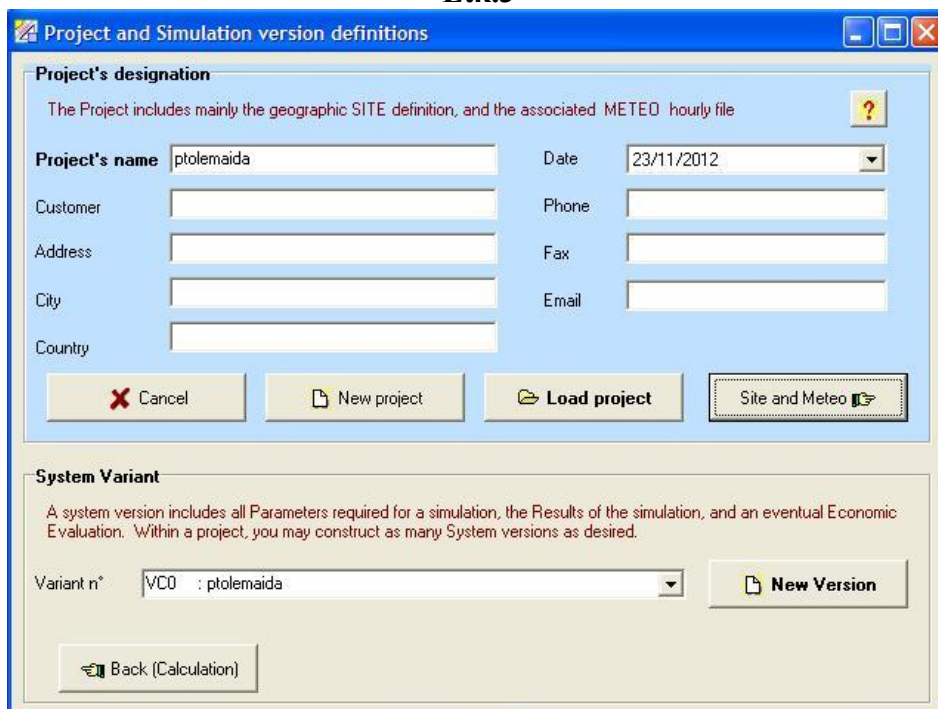 Project and Simulation version definitions
Project's designation
The Project includes mainly the geographic SITE definition, and the associated METEO hourly file
?
Project's name ptolemaida Date 23/11/2012
Customer Phone
Address Fax
City Email
Country
Cancel New project Load project Site and Meteo
System Variant
A system version includes all Parameters required for a simulation, the Results of the simulation, and an eventual Economic
Evaluation. Within a project, you may construct as many System versions as desired.
Variant n° VC0 : ptolemaida New Version
Back (Calculation)